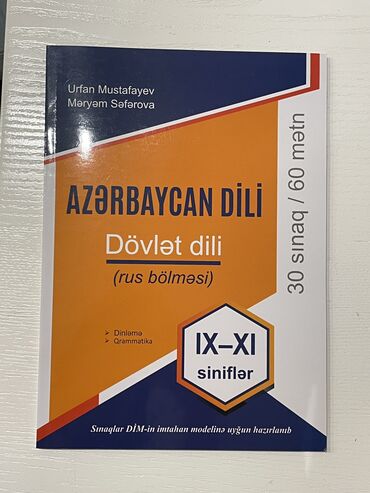 Urfan Mustafayev
Məryəm Səfərova
30 sınaq / 60 mətn
AZƏRBAYCAN DİLİ
Dövlət dili
(rus bölməsi)
➢ Dinləmə
➢ Qrammatika
IX–XI
siniflər
Sınaqlar DİM-in imtahan modelinə uyğun hazırlanıb